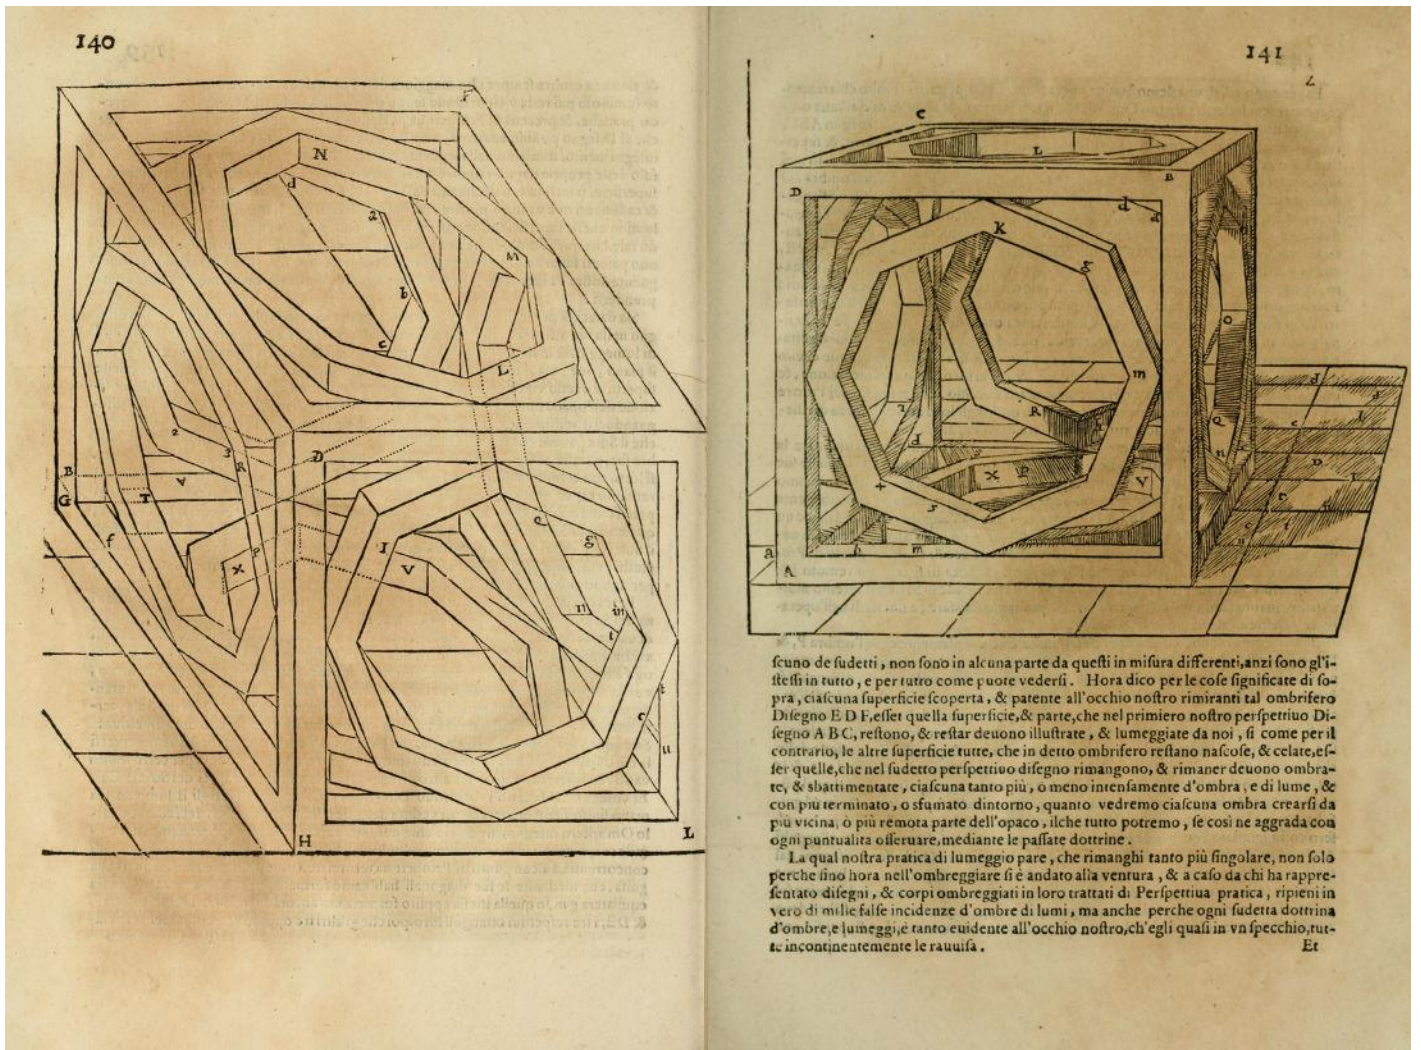 140
F
N
d
2
M
b
c
L
2
3
R
D
B
G
T
f
P
X
e
g
I
V
n
m
t
c
u
H
L
141
C
L
B
D
d
k
g
O
m
R
h
d
Q
n
X
P
V
s
m
a
A
ſcuno de ſudetti, non ſono in alcuna parte da queſti in miſura differenti, anzi ſono gl'i-
ſteſſi in tutto, e per tutto come puote vederſi. Hora dico per le coſe ſignificate di ſo-
pra, ciaſcuna ſuperficie ſcoperta, & patente all'occhio noſtro rimiranti tal ombrifero
Diſegno E D F, eſſer quella ſuperficie, & parte, che nel primiero noſtro perſpettiuo Di-
ſegno A B C, reſtono, & reſtar deuono illuſtrate, & lumeggiate da noi, ſi come per il
contrario, le altre ſuperficie tutte, che in detto ombrifero reſtano naſcoſe, & celate, eſ-
ſer quelle, che nel ſudetto perſpettiuo diſegno rimangono, & rimaner deuono ombra-
te, & sbattimentate, ciaſcuna tanto più, o meno intenſamente d'ombra, e di lume, &
con più terminato, o sfumato dintorno, quanto vedremo ciaſcuna ombra crearſi da
più vicina, ò più remota parte dell'opaco, ilche tutto potremo, ſe così ne aggrada con
ogni puntualita oſſeruare, mediante le paſſate dottrine.
La qual noſtra pratica di lumeggio pare, che rimanghi tanto più ſingolare, non ſolo
perche ſino hora nell'ombreggiare ſi è andato alla ventura, & a caſo da chi ha rappre-
ſentato diſegni, & corpi ombreggiati in loro trattati di Perſpettiua pratica, ripieni in
vero di mille falſe incidenze d'ombre di lumi, ma anche perche ogni ſudetta dottrina
d'ombre, e lumeggi, è tanto euidente all'occhio noſtro, ch'egli quaſi in vn ſpecchio, tut-
te incontinentemente le rauuiſa.
Et